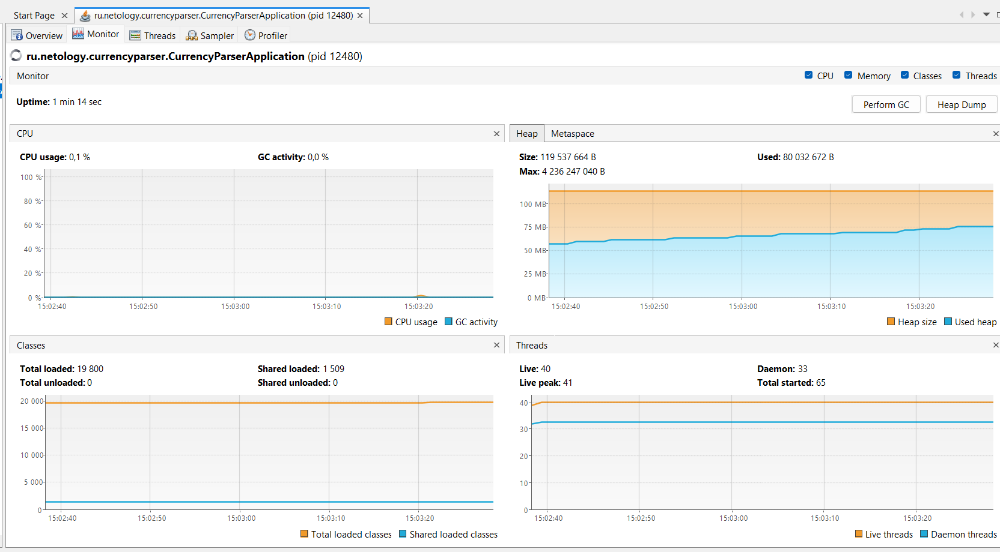 Start Page
ru.netology.currencyparser.CurrencyParserApplication (pid 12480)
Overview Monitor Threads Sampler Profiler
ru.netology.currencyparser.CurrencyParserApplication (pid 12480)
Monitor
CPU Memory Classes Threads
Uptime: 1 min 14 sec
Perform GC Heap Dump
CPU
CPU usage: 0,1 % GC activity: 0,0 %
100 %
80 %
60 %
40 %
20 %
0 %
15:02:40 15:02:50 15:03:00 15:03:10 15:03:20
CPU usage GC activity
Heap Metaspace
Size: 119 537 664 B Used: 80 032 672 B
Max: 4 236 247 040 B
100 MB
75 MB
50 MB
25 MB
0 MB
15:02:40 15:02:50 15:03:00 15:03:10 15:03:20
Heap size Used heap
Classes
Total loaded: 19 800 Shared loaded: 1 509
Total unloaded: 0 Shared unloaded: 0
20 000
15 000
10 000
5 000
0
15:02:40 15:02:50 15:03:00 15:03:10 15:03:20
Total loaded classes Shared loaded classes
Threads
Live: 40 Daemon: 33
Live peak: 41 Total started: 65
40
30
20
10
0
15:02:40 15:02:50 15:03:00 15:03:10 15:03:20
Live threads Daemon threads